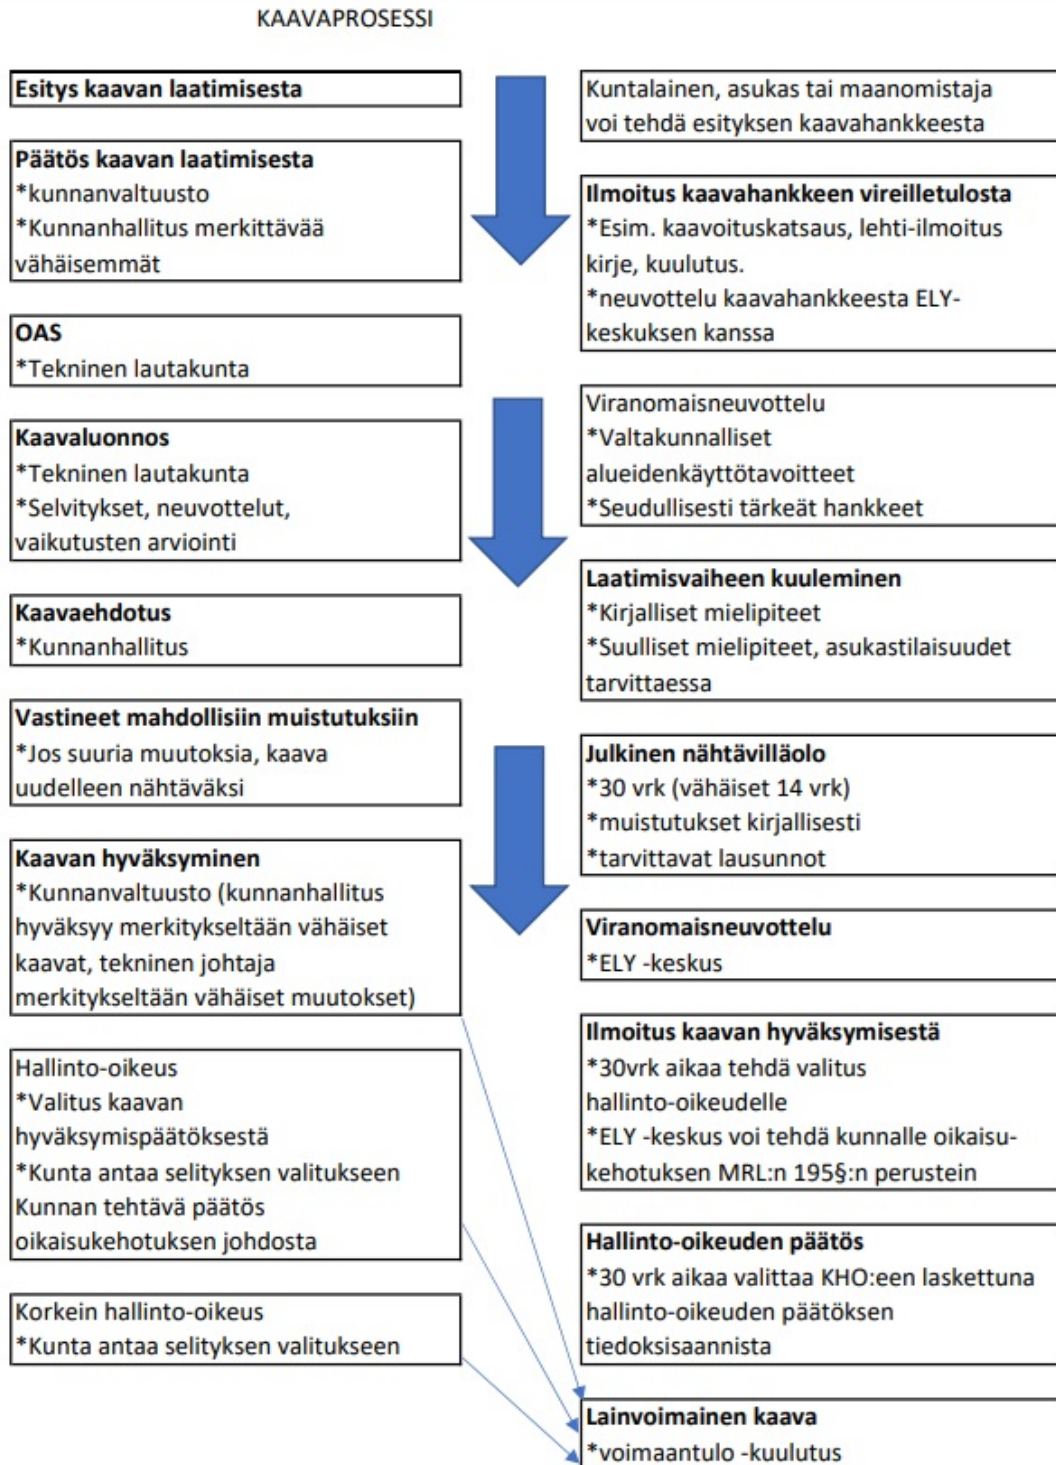 KAAVAPROSESSI
Esitys kaavan laatimisesta
Päätös kaavan laatimisesta
*kunnanvaltuusto
*Kunnanhallitus merkittävää
vähäisemmät
OAS
*Tekninen lautakunta
Kaavaluonnos
*Tekninen lautakunta
*Selvitykset, neuvottelut,
vaikutusten arviointi
Kaavaehdotus
*Kunnanhallitus
Vastineet mahdollisiin muistutuksiin
*Jos suuria muutoksia, kaava
uudelleen nähtäväksi
Kaavan hyväksyminen
*Kunnanvaltuusto (kunnanhallitus
hyväksyy merkitykseltään vähäiset
kaavat, tekninen johtaja
merkitykseltään vähäiset muutokset)
Hallinto-oikeus
*Valitus kaavan
hyväksymispäätöksestä
*Kunta antaa selityksen valitukseen
Kunnan tehtävä päätös
oikaisukehotuksen johdosta
Korkein hallinto-oikeus
*Kunta antaa selityksen valitukseen
Kuntalainen, asukas tai maanomistaja
voi tehdä esityksen kaavahankkeesta
Ilmoitus kaavahankkeen vireilletulosta
*Esim. kaavoituskatsaus, lehti-ilmoitus
kirje, kuulutus.
*neuvottelu kaavahankkeesta ELY-
keskuksen kanssa
Viranomaisneuvottelu
*Valtakunnalliset
alueidenkäyttötavoitteet
*Seudullisesti tärkeät hankkeet
Laatimisvaiheen kuuleminen
*Kirjalliset mielipiteet
*Suulliset mielipiteet, asukastilaisuudet
tarvittaessa
Julkinen nähtävilläolo
*30 vrk (vähäiset 14 vrk)
*muistutukset kirjallisesti
*tarvittavat lausunnot
Viranomaisneuvottelu
*ELY -keskus
Ilmoitus kaavan hyväksymisestä
*30vrk aikaa tehdä valitus
hallinto-oikeudelle
*ELY -keskus voi tehdä kunnalle oikaisu-
kehotuksen MRL:n 195§:n perustein
Hallinto-oikeuden päätös
*30 vrk aikaa valittaa KHO:een laskettuna
hallinto-oikeuden päätöksen
tiedoksisaannista
Lainvoimainen kaava
*voimaantulo -kuulutus